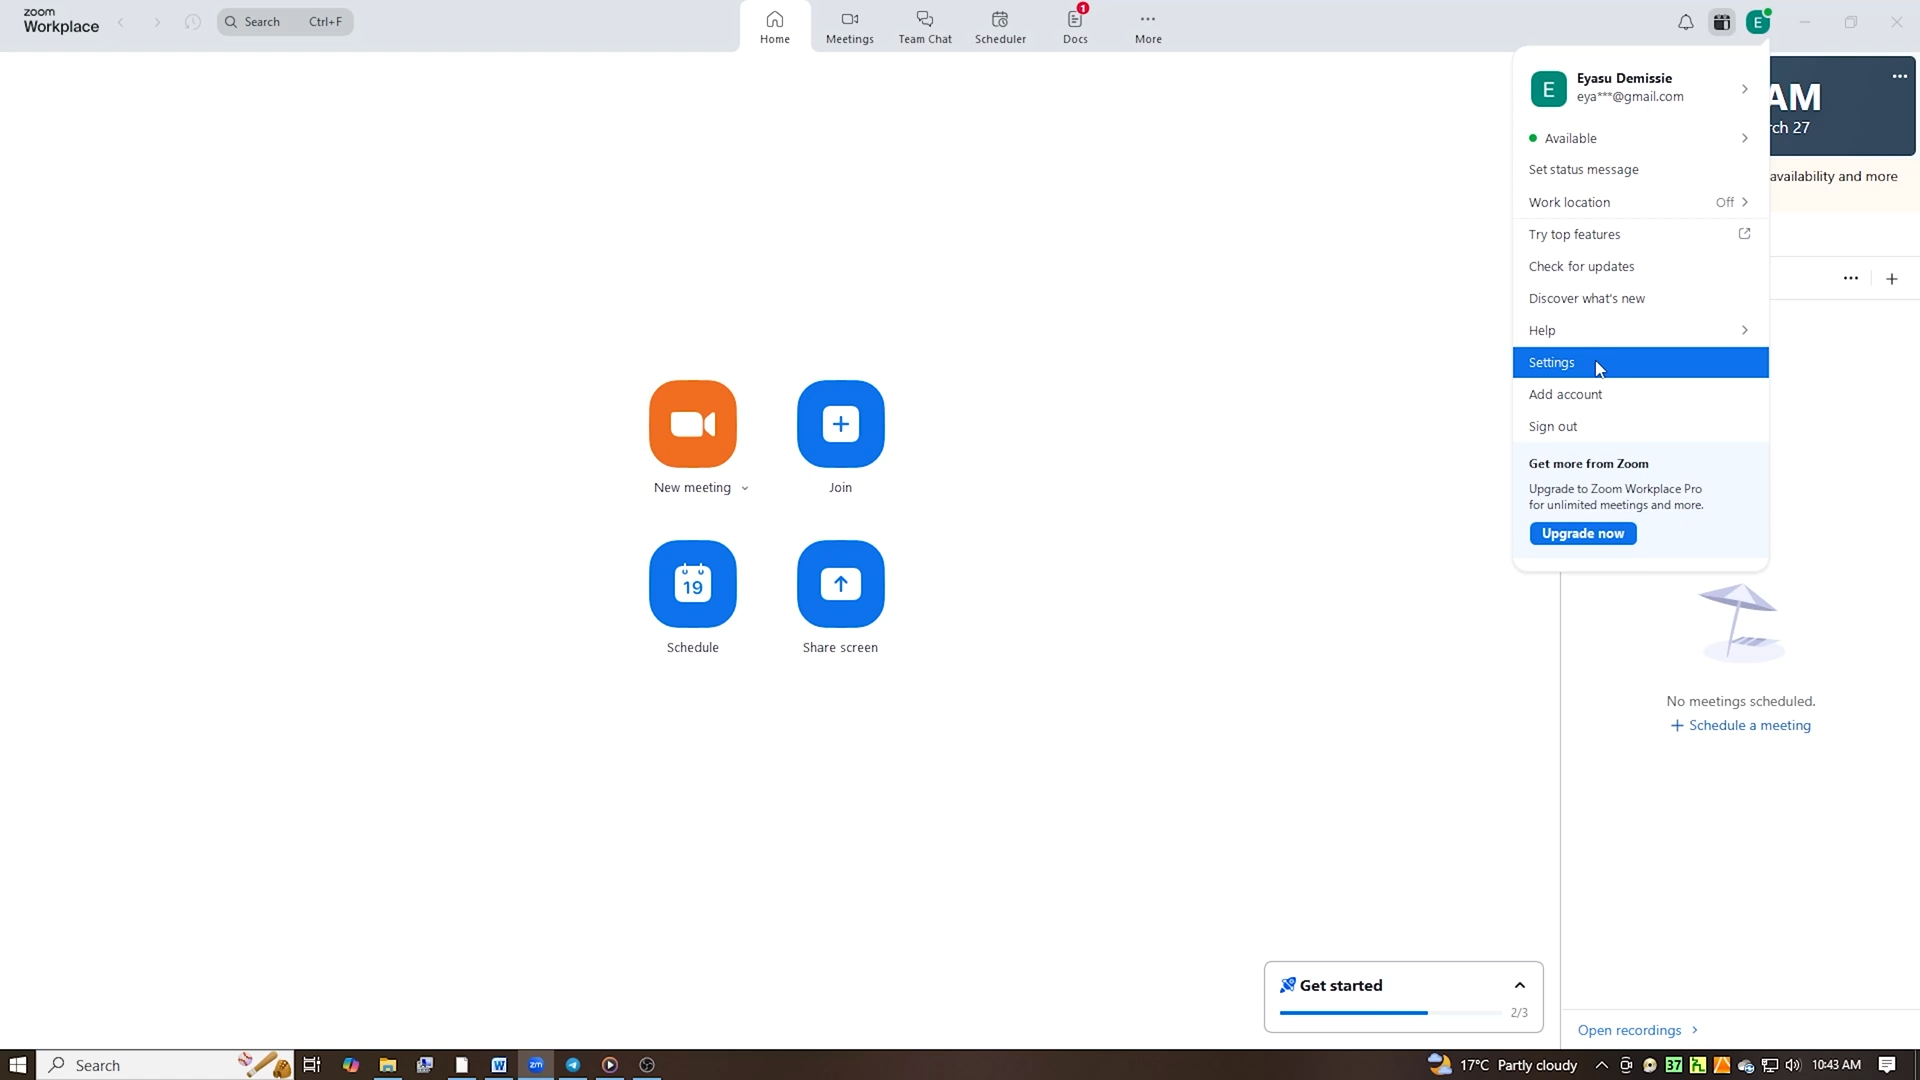 zoom
Workplace
Search Ctrl+F
Home
Meetings
Team Chat
Scheduler
1
Docs
More
E
E
Eyasu Demissie
eya***@gmail.com
Available
Set status message
Work location Off
Try top features
Check for updates
Discover what's new
Help
Settings
Add account
Sign out
Get more from Zoom
Upgrade to Zoom Workplace Pro
for unlimited meetings and more.
Upgrade now
AM
rch 27
availability and more
New meeting
Join
19
Schedule
Share screen
No meetings scheduled.
Schedule a meeting
Get started
2/3
Open recordings
Search
W
zm
17°C Partly cloudy
37
10:43 AM